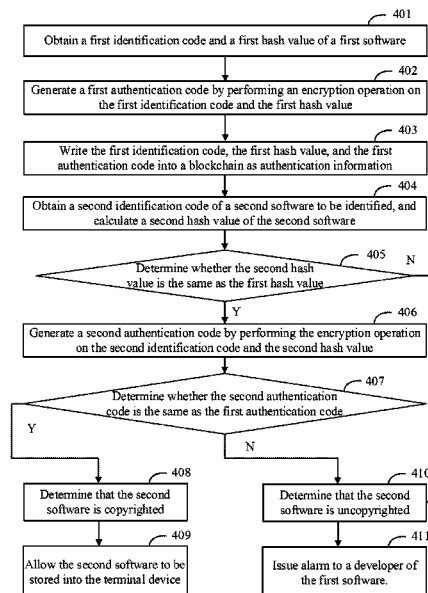 401
Obtain a first identification code and a first hash value of a first software
402
Generate a first authentication code by performing an encryption operation on
the first identification code and the first hash value
403
Write the first identification code, the first hash value, and the first
authentication code into a blockchain as authentication information
404
Obtain a second identification code of a second software to be identified, and
calculate a second hash value of the second software
405
Determine whether the second hash
value is the same as the first hash value
N
Y
406
Generate a second authentication code by performing the encryption operation
on the second identification code and the second hash value
407
Determine whether the second authentication
code is the same as the first authentication code
Y
N
408
Determine that the second
software is copyrighted
410
Determine that the second
software is uncopyrighted
409
Allow the second software to be
stored into the terminal device
411
Issue alarm to a developer of
the first software.